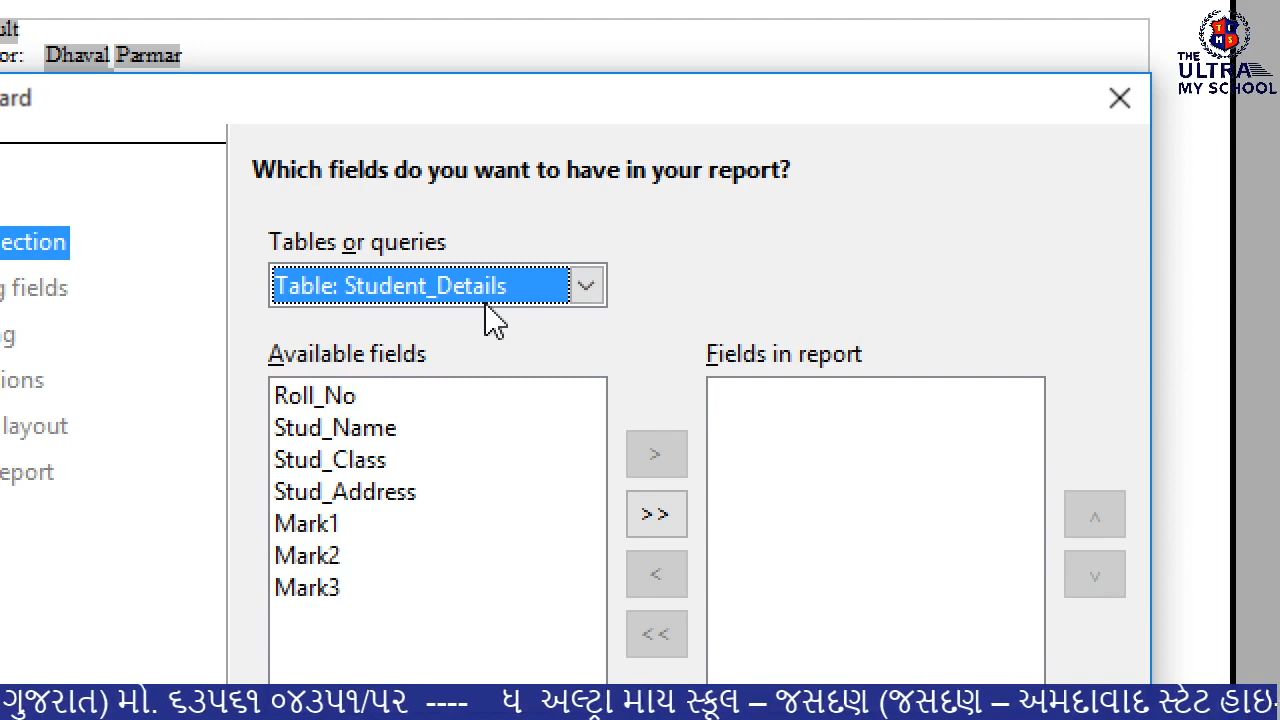 ult
or: Dhaval Parmar
THE
ULTRA
MY SCHOOL
TIMS
ard
Which fields do you want to have in your report?
ection
Tables or queries
Table: Student_Details
g fields
g
Available fields
Fields in report
ions
Roll_No
Stud_Name
layout
Stud_Class
>
eport
Stud_Address
>>
Mark1
Mark2
<
Mark3
<<
ગુજરાત) મો. ૬૩૫૬૧ ૦૪૩૫૧/૫૨ ---- ધ અલ્ટ્રા માય સ્કૂલ – જસદણ (જસદણ – અમદાવાદ સ્ટેટ હાઇ